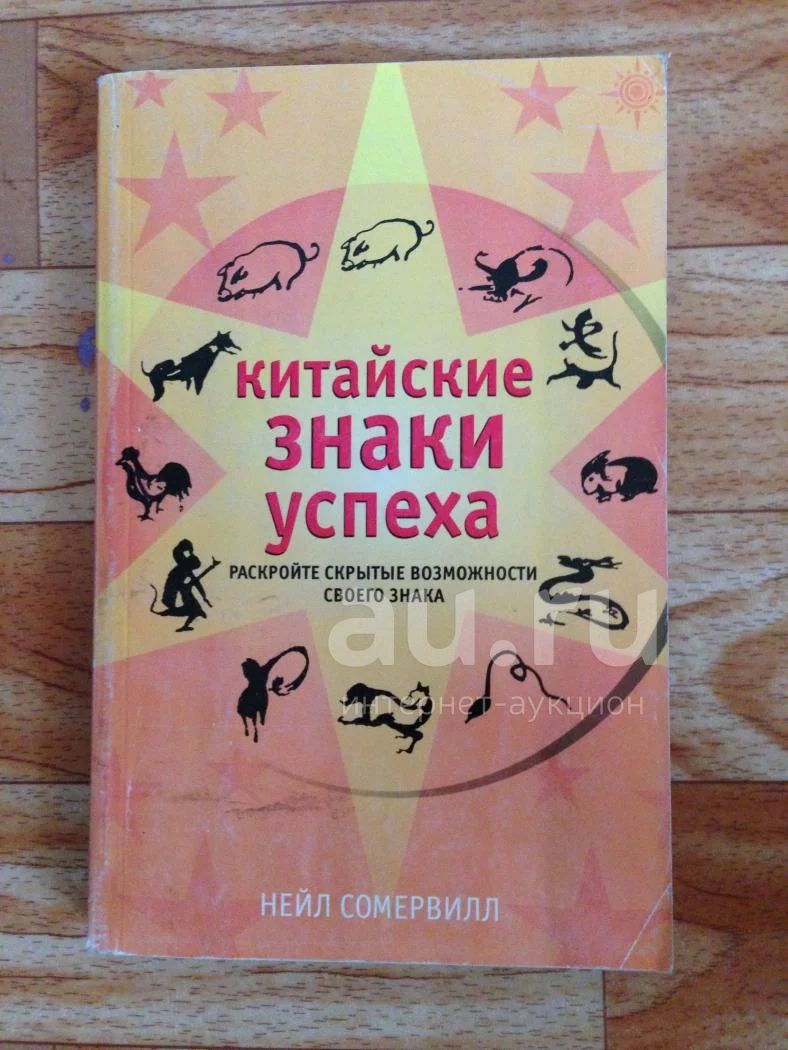 КИТАЙСКИЕ
ЗНАКИ
УСПЕХА
РАСКРОЙТЕ СКРЫТЫЕ ВОЗМОЖНОСТИ
СВОЕГО ЗНАКА
au.ru
интернет-аукцион
НЕЙЛ СОМЕРВИЛЛ